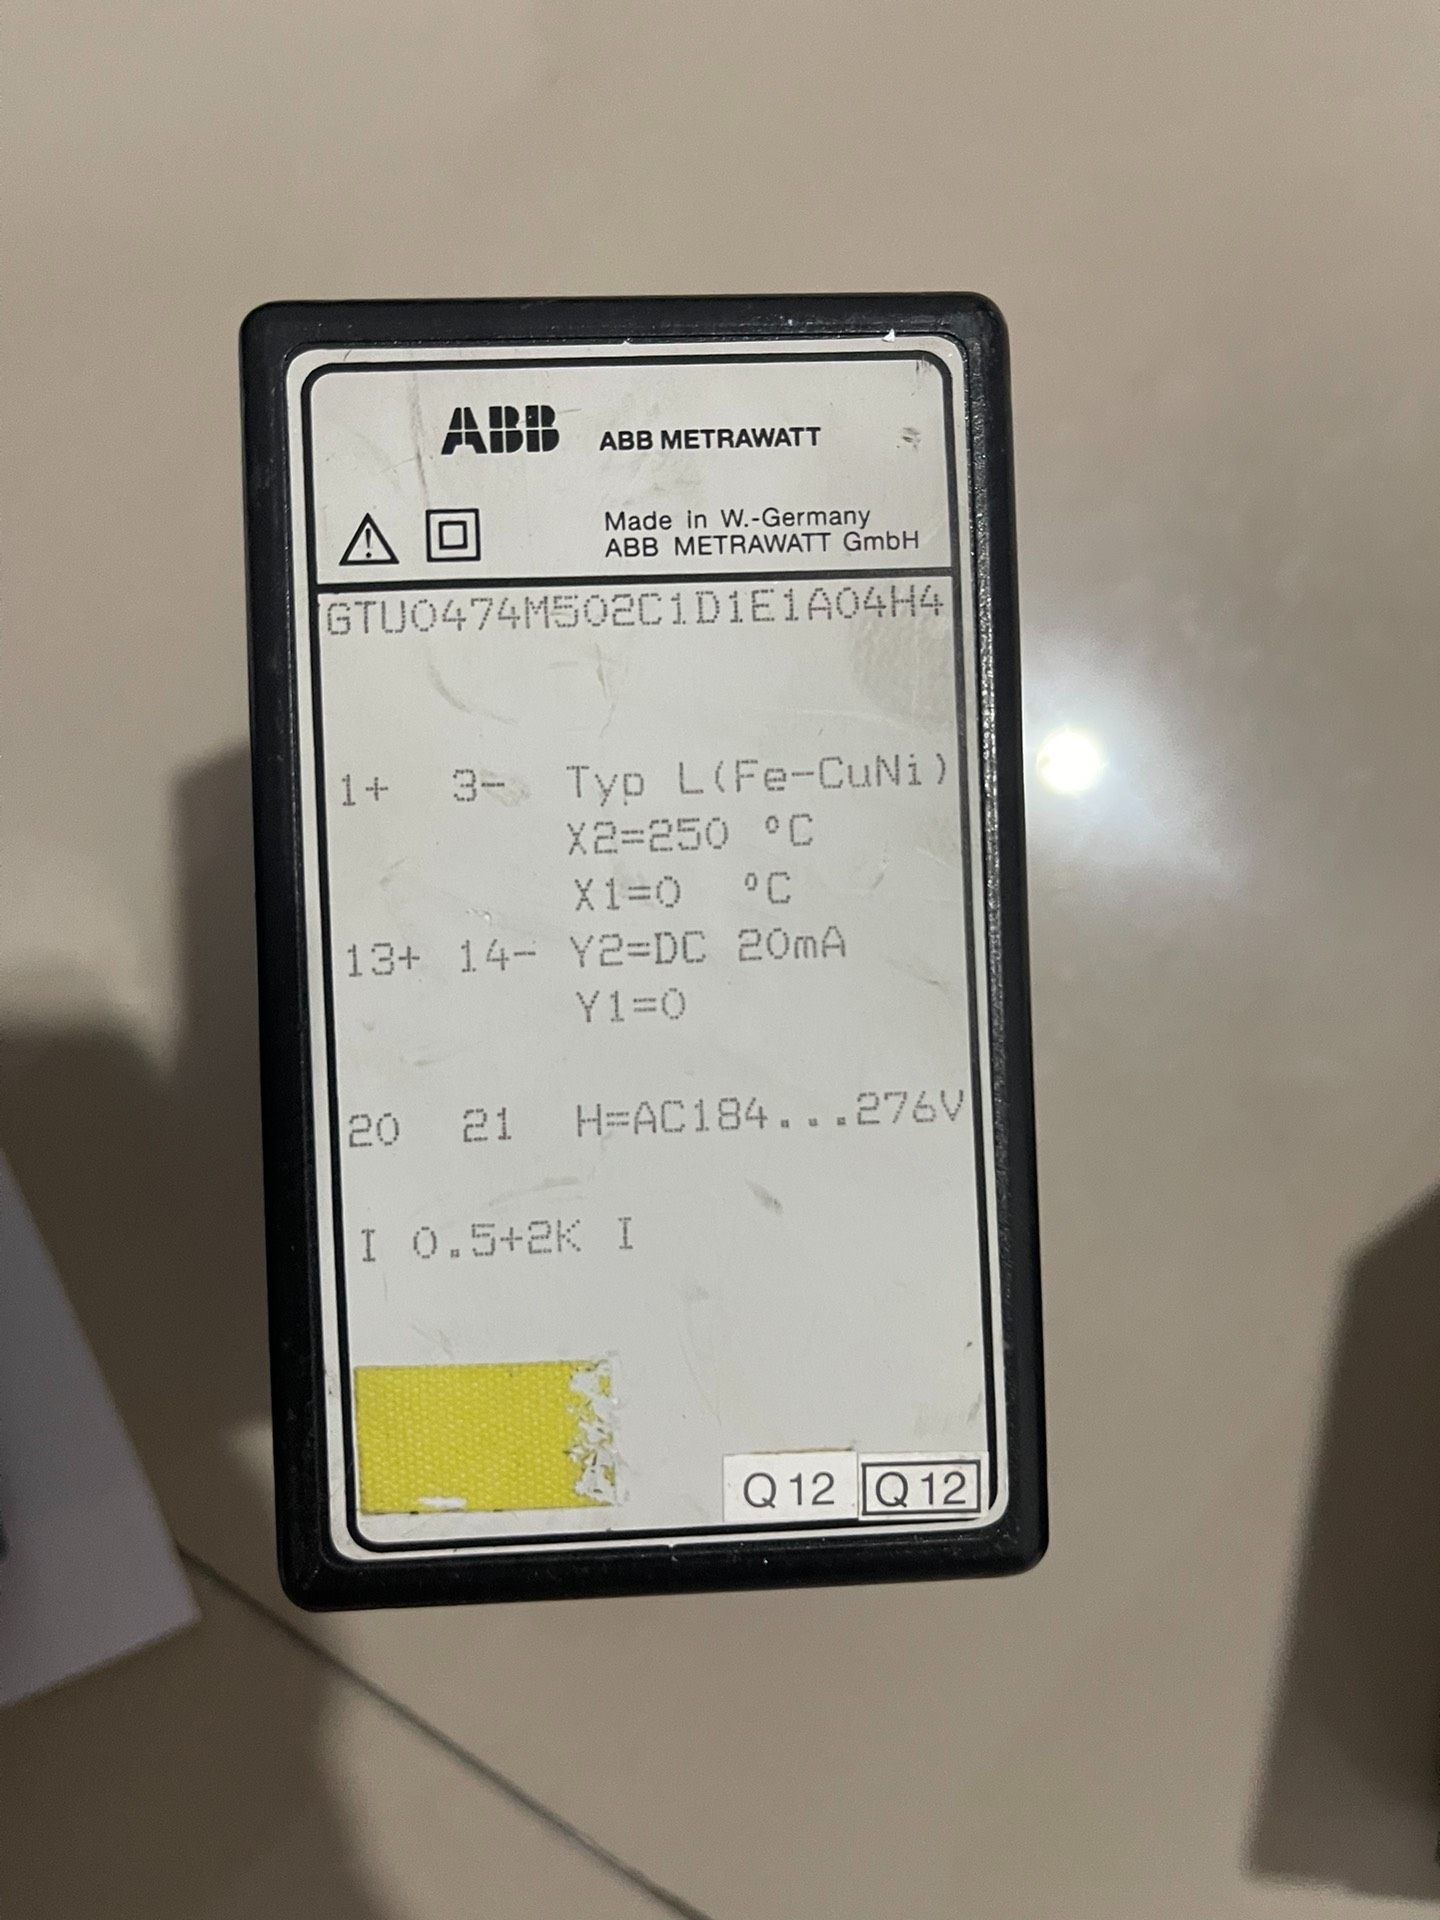 ABB ABB METRAWATT
Made in W.-Germany
ABB METRAWATT GmbH
GTU0474M502C1D1E1A04H4
1+ 3- Typ L(Fe-CuNi)
X2=250 °C
X1=0 °C
13+ 14- Y2=DC 20mA
Y1=0
20 21 H=AC184...276V
I 0.5+2K I
Q12 Q12